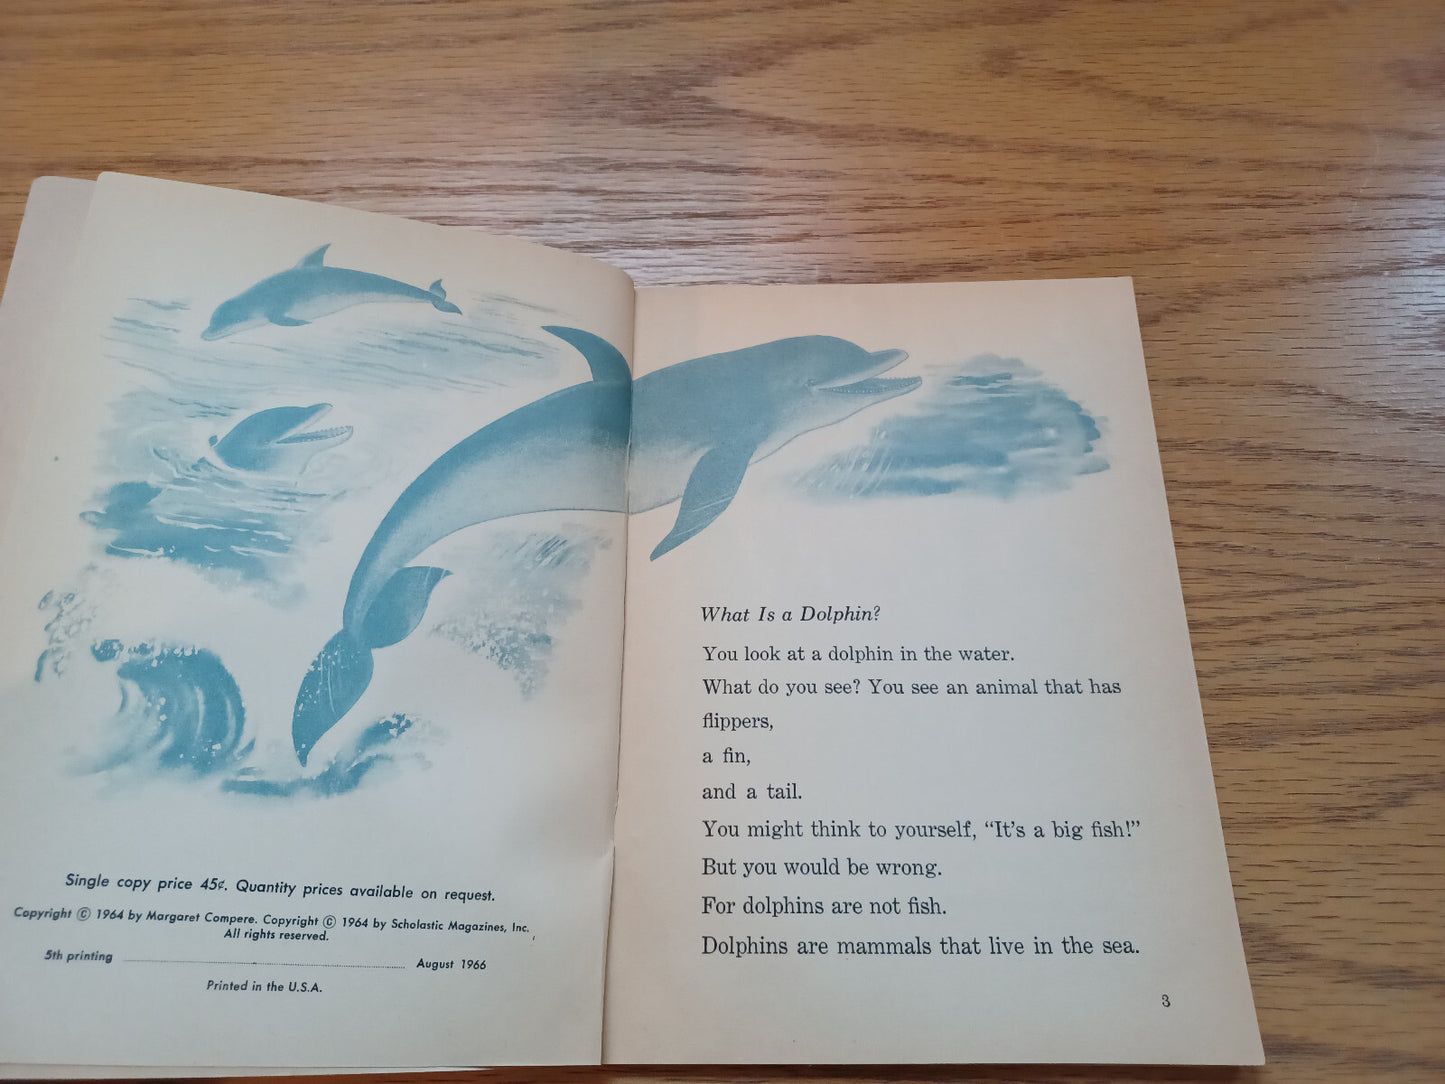 Single copy price 45¢. Quantity prices available on request.
Copyright © 1964 by Margaret Compere. Copyright © 1964 by Scholastic Magazines, Inc.
All rights reserved.
5th printing ........ August 1966
Printed in the U.S.A.
What Is a Dolphin?
You look at a dolphin in the water.
What do you see? You see an animal that has
flippers,
a fin,
and a tail.
You might think to yourself, “It’s a big fish!”
But you would be wrong.
For dolphins are not fish.
Dolphins are mammals that live in the sea.
3